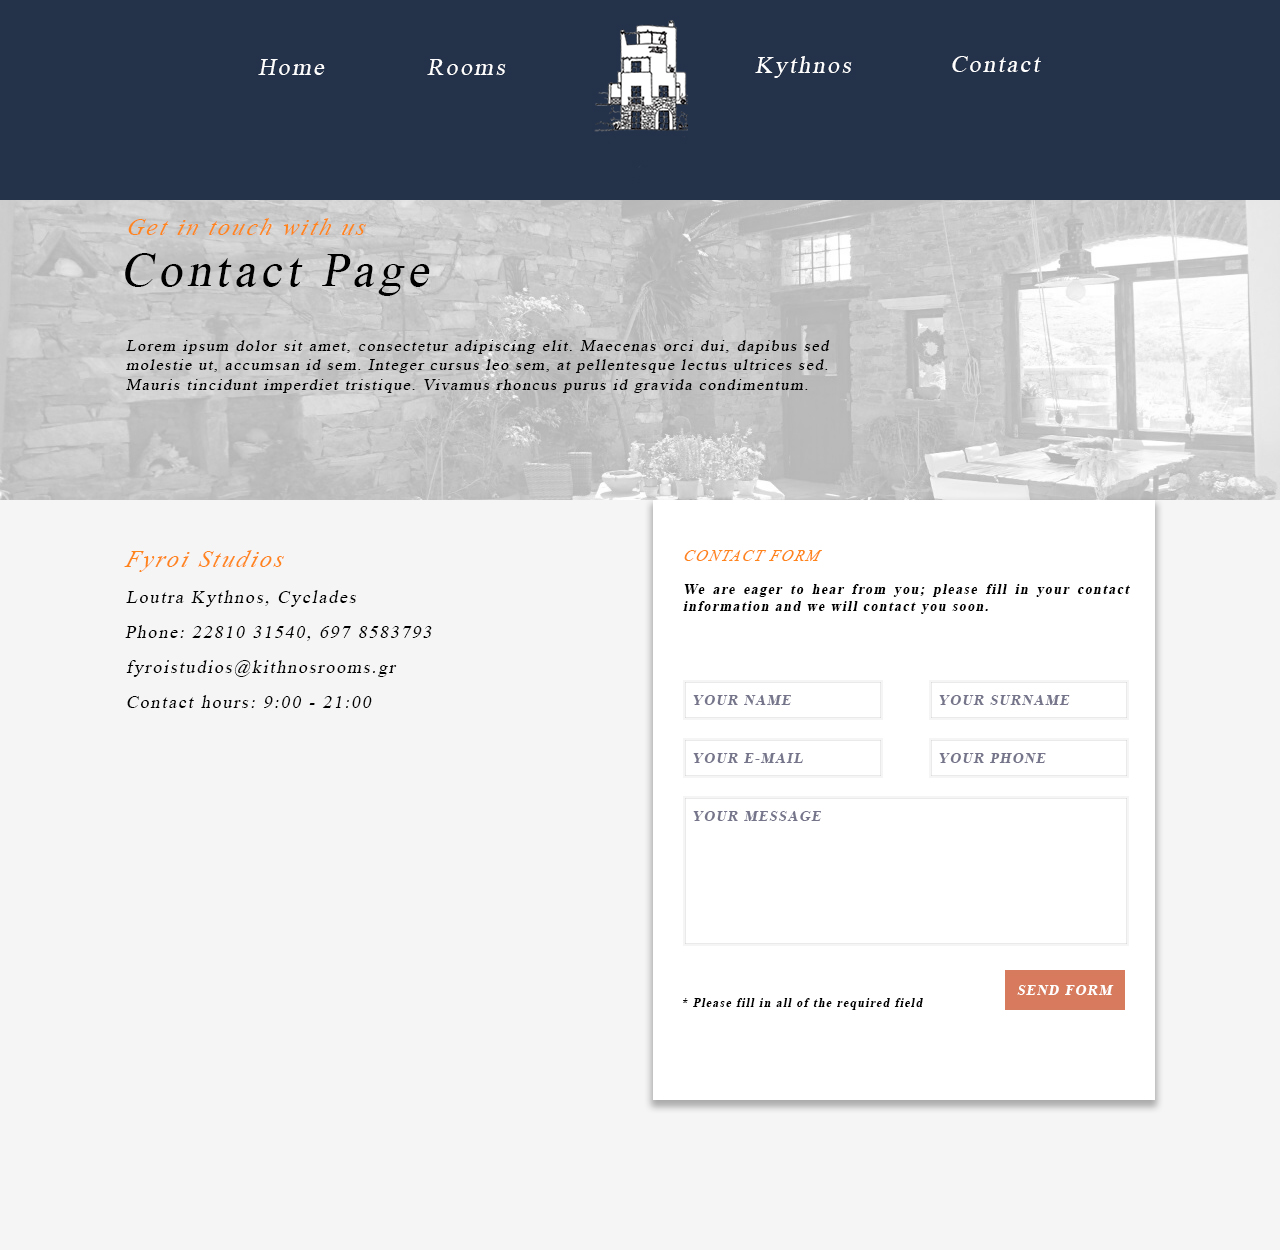 Home
Rooms
Kythnos
Contact
Get in touch with us
Contact Page
Lorem ipsum dolor sit amet, consectetur adipiscing elit. Maecenas orci dui, dapibus sed
molestie ut, accumsan id sem. Integer cursus leo sem, at pellentesque lectus ultrices sed.
Mauris tincidunt imperdiet tristique. Vivamus rhoncus purus id gravida condimentum.
Fyroi Studios
Loutra Kythnos, Cyclades
Phone: 22810 31540, 697 8583793
fyroistudios@kithnosrooms.gr
Contact hours: 9:00 - 21:00
CONTACT FORM
We are eager to hear from you; please fill in your contact
information and we will contact you soon.
YOUR NAME
YOUR SURNAME
YOUR E-MAIL
YOUR PHONE
YOUR MESSAGE
SEND FORM
* Please fill in all of the required field